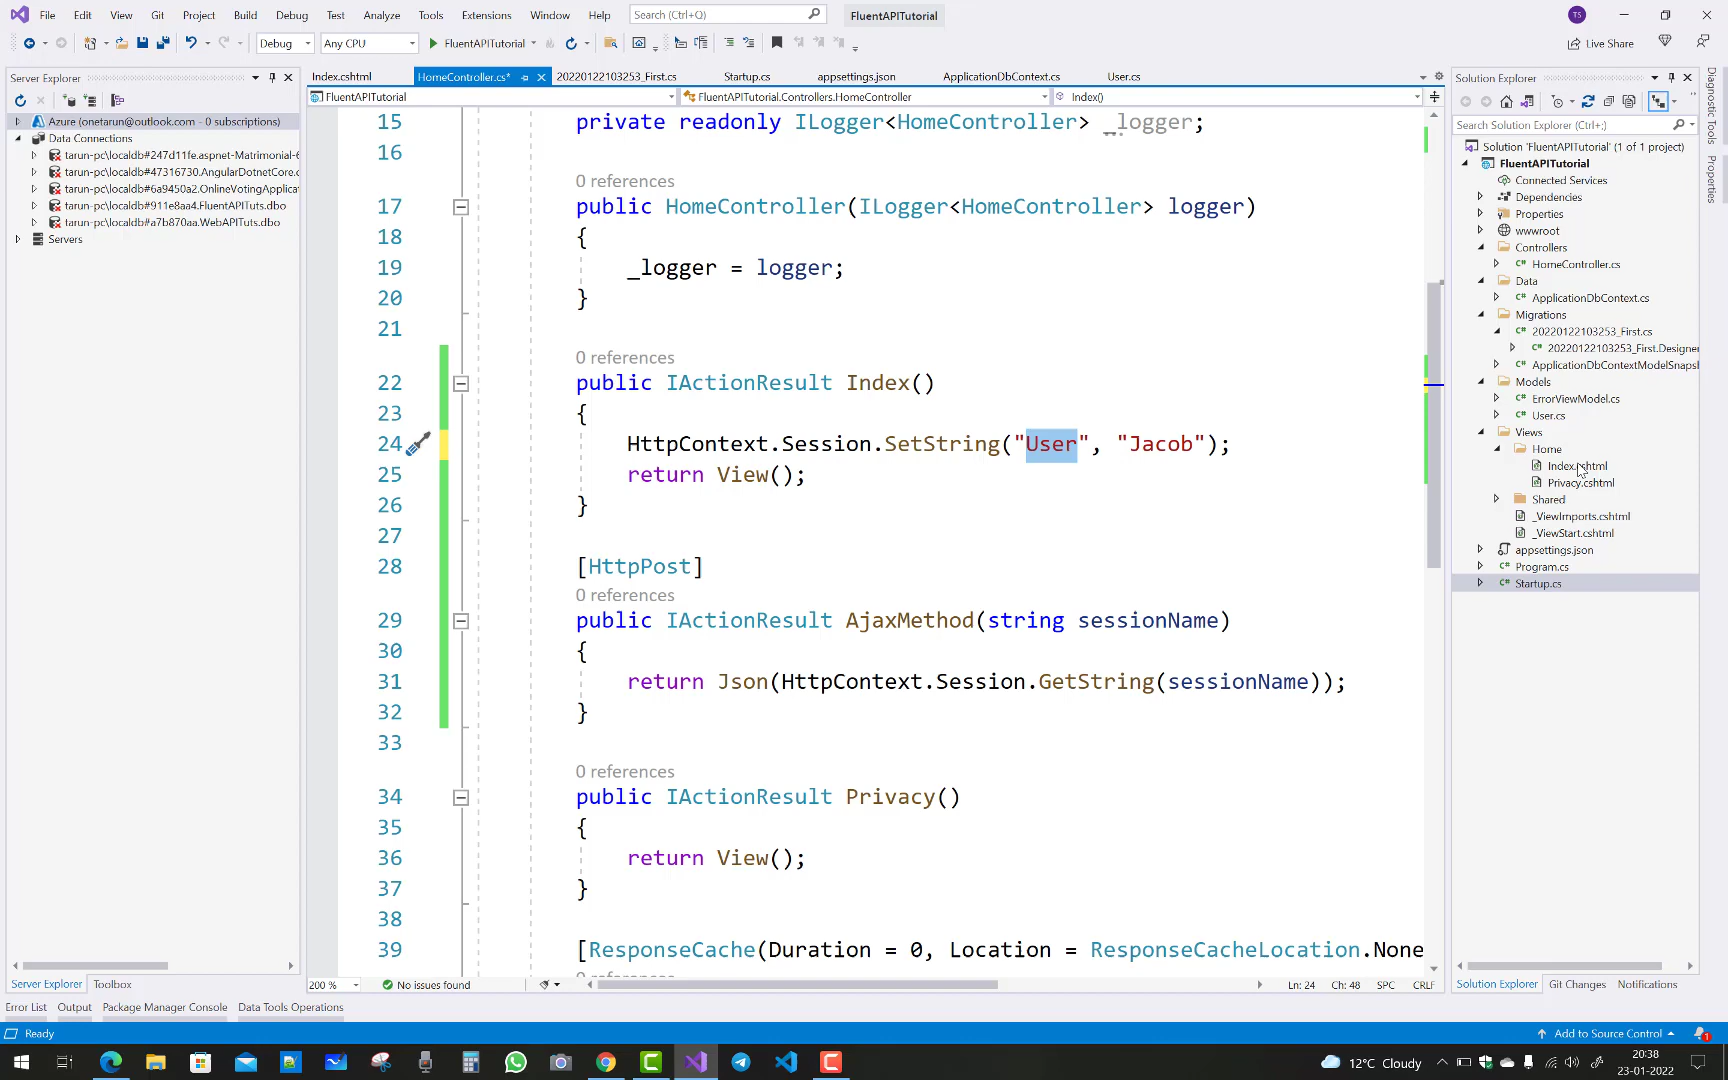 File Edit View Git Project Build Debug Test Analyze Tools Extensions Window Help Search (Ctrl+Q) FluentAPITutorial TS
Debug Any CPU FluentAPITutorial Live Share
Server Explorer
Azure (onetarun@outlook.com - 0 subscriptions)
Data Connections
tarun-pc\localdb#247d11fe.aspnet-Matrimonial-6
tarun-pc\localdb#47316730.AngularDotnetCore.c
tarun-pc\localdb#6a9450a2.OnlineVotingApplicat
tarun-pc\localdb#911e8aa4.FluentAPITuts.dbo
tarun-pc\localdb#a7b870aa.WebAPITuts.dbo
Servers
Server Explorer Toolbox
Index.cshtml HomeController.cs* 20220122103253_First.cs Startup.cs appsettings.json ApplicationDbContext.cs User.cs
FluentAPITutorial FluentAPITutorial.Controllers.HomeController Index()
15 private readonly ILogger<HomeController> _logger;
16
0 references
17 public HomeController(ILogger<HomeController> logger)
18 {
19 _logger = logger;
20 }
21
0 references
22 public IActionResult Index()
23 {
24 HttpContext.Session.SetString("User", "Jacob");
25 return View();
26 }
27
28 [HttpPost]
0 references
29 public IActionResult AjaxMethod(string sessionName)
30 {
31 return Json(HttpContext.Session.GetString(sessionName));
32 }
33
0 references
34 public IActionResult Privacy()
35 {
36 return View();
37 }
38
39 [ResponseCache(Duration = 0, Location = ResponseCacheLocation.None
0 references
200 % No issues found Ln: 24 Ch: 48 SPC CRLF
Solution Explorer
Search Solution Explorer (Ctrl+;)
Solution 'FluentAPITutorial' (1 of 1 project)
FluentAPITutorial
Connected Services
Dependencies
Properties
wwwroot
Controllers
HomeController.cs
Data
ApplicationDbContext.cs
Migrations
20220122103253_First.cs
20220122103253_First.Designer
ApplicationDbContextModelSnapsh
Models
ErrorViewModel.cs
User.cs
Views
Home
Index.cshtml
Privacy.cshtml
Shared
_ViewImports.cshtml
_ViewStart.cshtml
appsettings.json
Program.cs
Startup.cs
Solution Explorer Git Changes Notifications
Diagnostic Tools
Properties
Error List Output Package Manager Console Data Tools Operations
Ready Add to Source Control 1
12°C Cloudy 20:38
23-01-2022